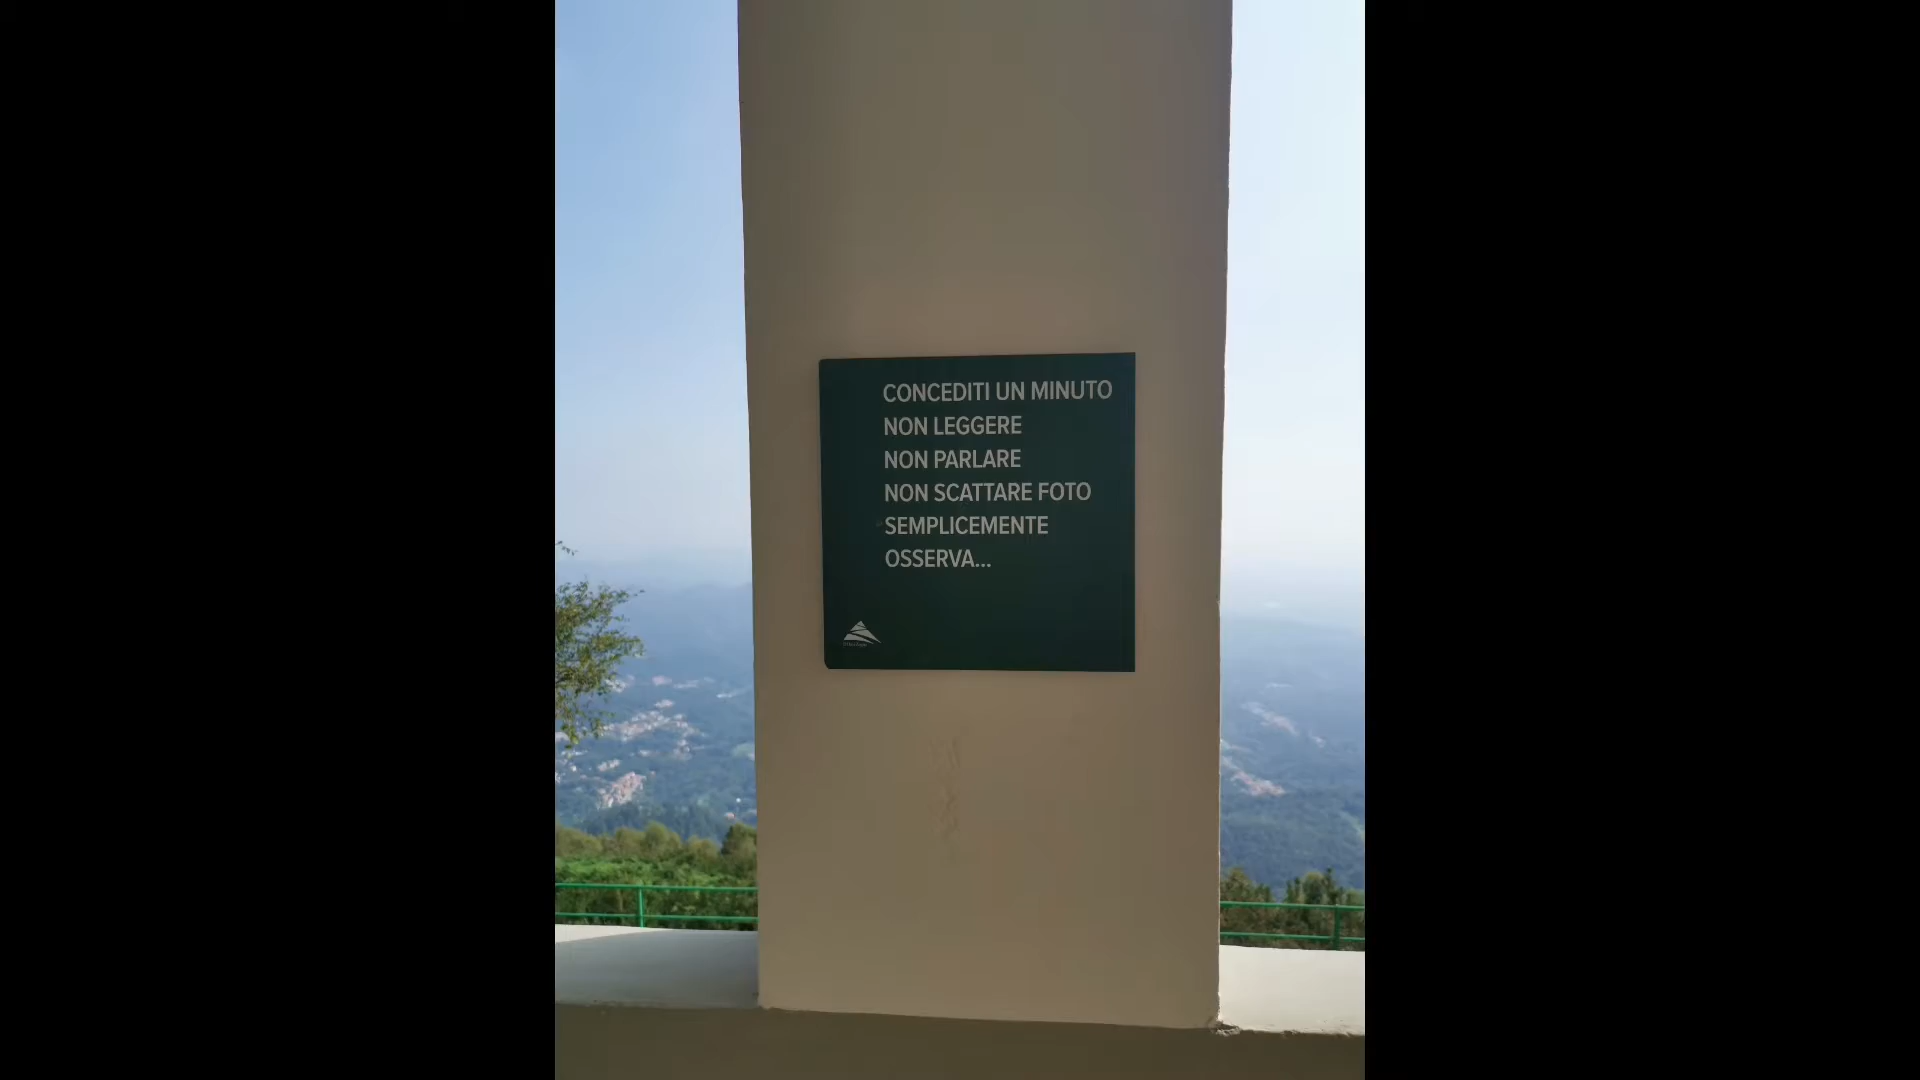 CONCEDITI UN MINUTO
NON LEGGERE
NON PARLARE
NON SCATTARE FOTO
SEMPLICEMENTE
OSSERVA...